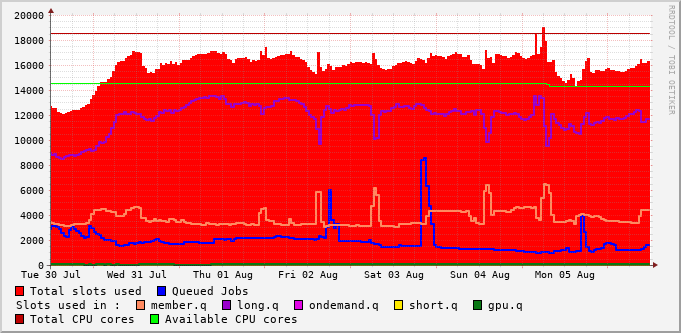 20000
18000
16000
14000
12000
10000
8000
6000
4000
2000
0
Tue 30 Jul Wed 31 Jul Thu 01 Aug Fri 02 Aug Sat 03 Aug Sun 04 Aug Mon 05 Aug
Total slots used Queued Jobs
Slots used in : member.q long.q ondemand.q short.q gpu.q
Total CPU cores Available CPU cores
RRDTOOL / TOBI OETIKER